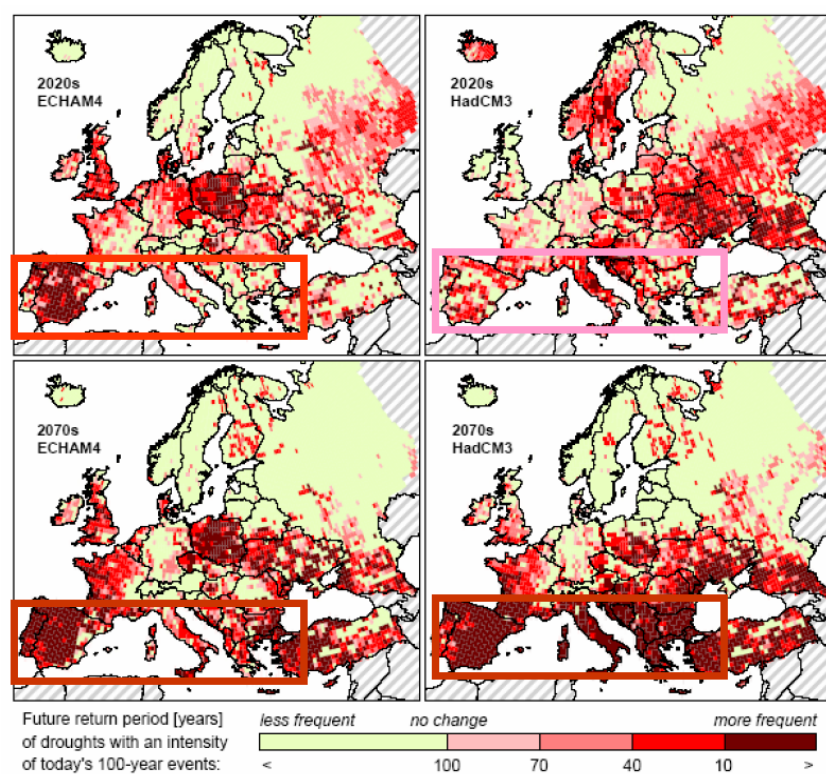 2020s
ECHAM4
2020s
HadCM3
2070s
ECHAM4
2070s
HadCM3
Future return period [years]
of droughts with an intensity
of today's 100-year events:
less frequent no change more frequent
< 100 70 40 10 >